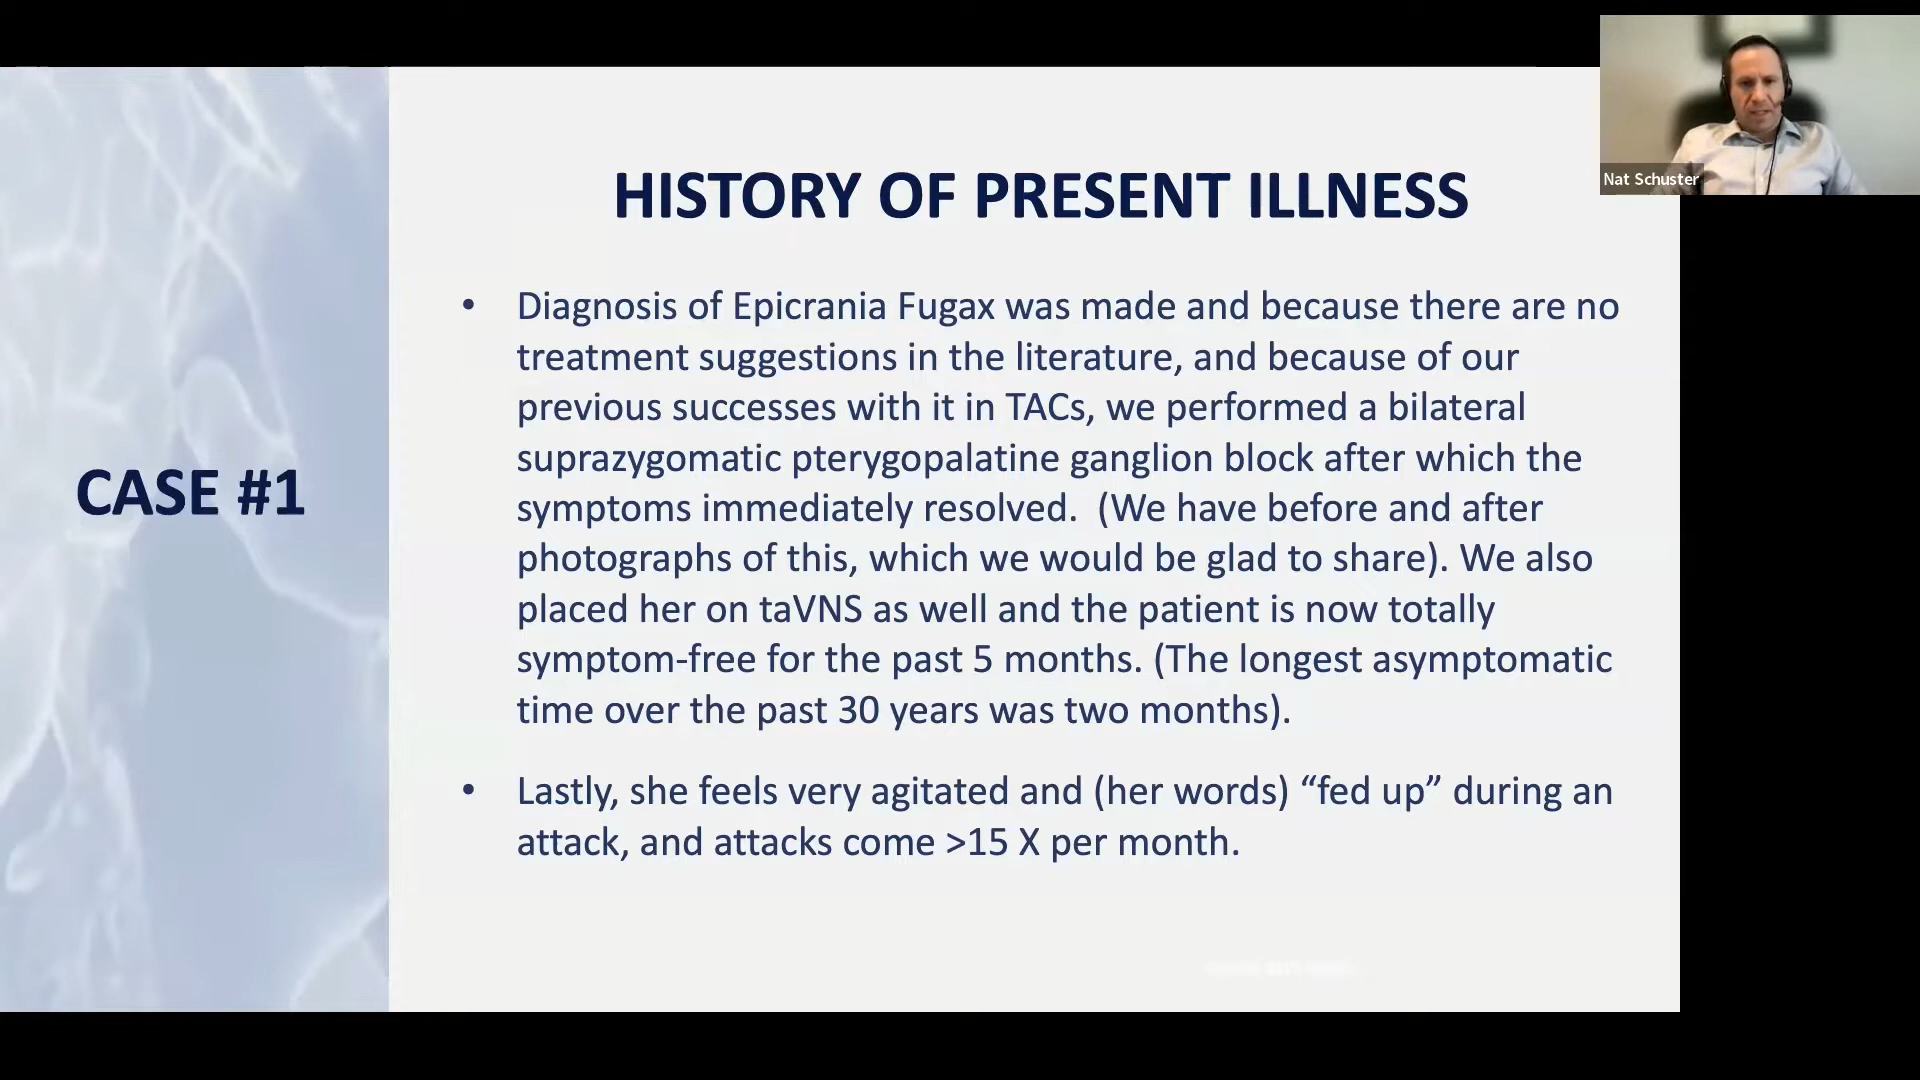 Nat Schuster
CASE #1
HISTORY OF PRESENT ILLNESS
• Diagnosis of Epicrania Fugax was made and because there are no
treatment suggestions in the literature, and because of our
previous successes with it in TACs, we performed a bilateral
suprazygomatic pterygopalatine ganglion block after which the
symptoms immediately resolved.  (We have before and after
photographs of this, which we would be glad to share). We also
placed her on taVNS as well and the patient is now totally
symptom-free for the past 5 months. (The longest asymptomatic
time over the past 30 years was two months).
• Lastly, she feels very agitated and (her words) “fed up” during an
attack, and attacks come >15 X per month.